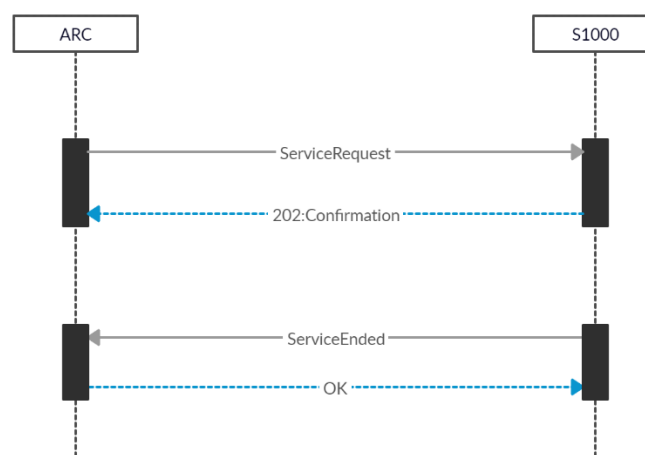 ARC
S1000
ServiceRequest
202:Confirmation
ServiceEnded
OK